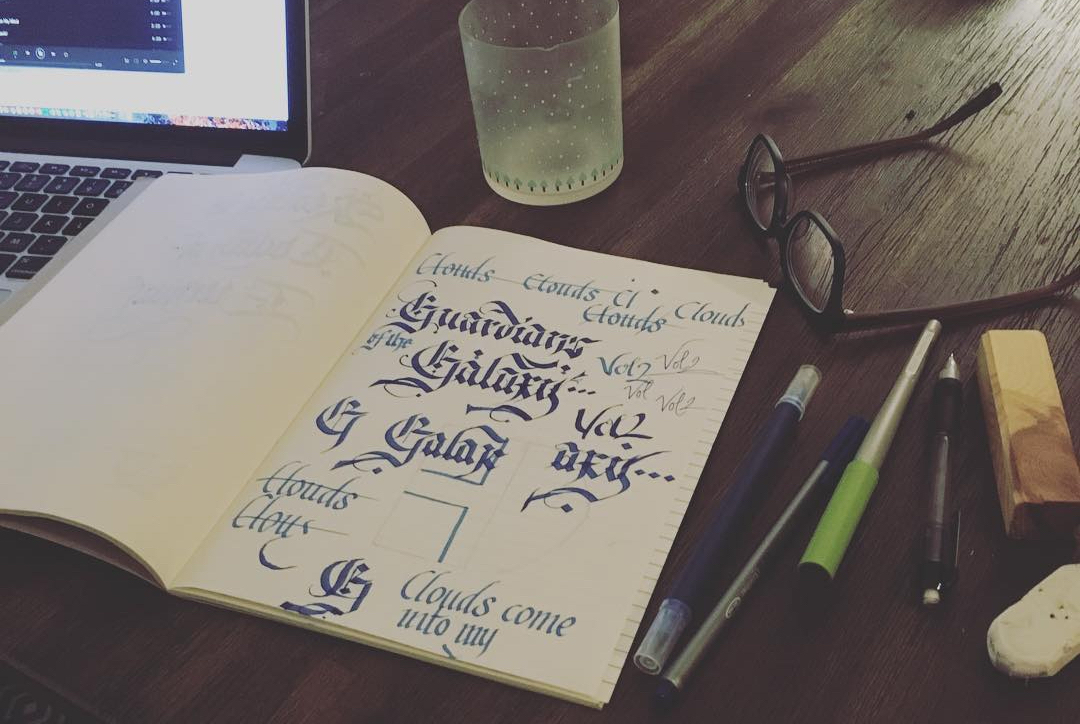 Clouds Clouds Cl Clouds
Clouds
Guardians
of the
Galaxy... Vol2 Vol2
Vol Vol2
Vol2
G Galax axy...
Clouds
Clou
G Clouds come
into my